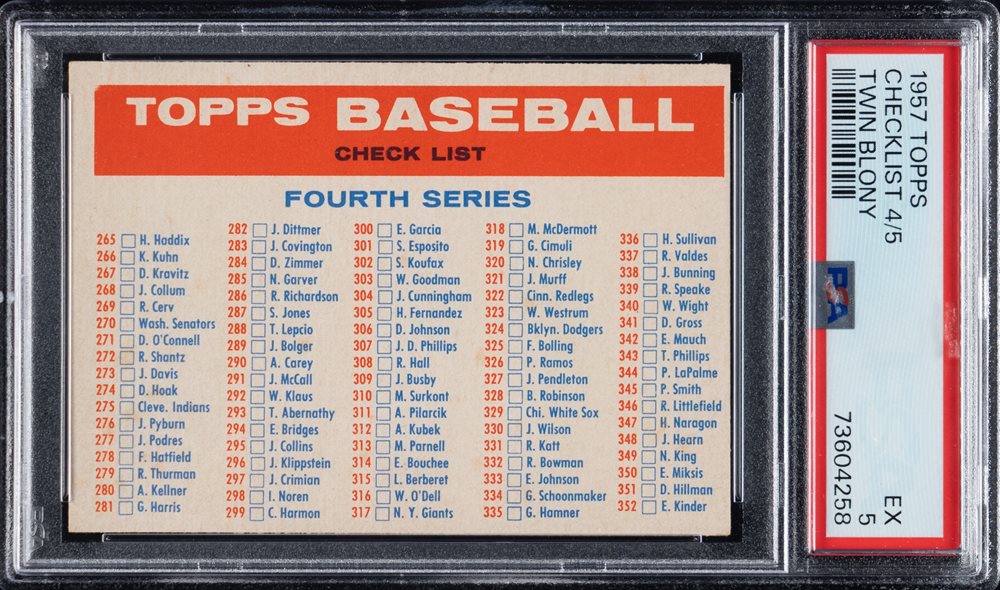 TOPPS BASEBALL
CHECK LIST
FOURTH SERIES
265 H. Haddix
266 K. Kuhn
267 D. Kravitz
268 J. Collum
269 R. Cerv
270 Wash. Senators
271 D. O'Connell
272 R. Shantz
273 J. Davis
274 D. Hoak
275 Cleve. Indians
276 J. Pyburn
277 J. Podres
278 F. Hatfield
279 R. Thurman
280 A. Kellner
281 G. Harris
282 J. Dittmer
283 J. Covington
284 D. Zimmer
285 N. Garver
286 R. Richardson
287 S. Jones
288 T. Lepcio
289 J. Bolger
290 A. Carey
291 J. McCall
292 W. Klaus
293 T. Abernathy
294 E. Bridges
295 J. Collins
296 J. Klippstein
297 J. Crimian
298 I. Noren
299 C. Harmon
300 E. Garcia
301 S. Esposito
302 S. Koufax
303 W. Goodman
304 J. Cunningham
305 H. Fernandez
306 D. Johnson
307 J. D. Phillips
308 R. Hall
309 J. Busby
310 M. Surkont
311 A. Pilarcik
312 A. Kubek
313 M. Parnell
314 E. Bouchee
315 L. Berberet
316 W. O'Dell
317 N. Y. Giants
318 M. McDermott
319 G. Cimuli
320 N. Chrisley
321 J. Murff
322 Cinn. Redlegs
323 W. Westrum
324 Bklyn. Dodgers
325 F. Bolling
326 P. Ramos
327 J. Pendleton
328 B. Robinson
329 Chi. White Sox
330 J. Wilson
331 R. Katt
332 R. Bowman
333 E. Johnson
334 G. Schoonmaker
335 G. Hamner
336 H. Sullivan
337 R. Valdes
338 J. Bunning
339 R. Speake
340 W. Wight
341 D. Gross
342 E. Mauch
343 T. Phillips
344 P. LaPalme
345 P. Smith
346 R. Littlefield
347 H. Naragon
348 J. Hearn
349 N. King
350 E. Miksis
351 D. Hillman
352 E. Kinder
1957 TOPPS
CHECKLIST 4/5
TWIN BLONY
PSA
EX
5
73604258